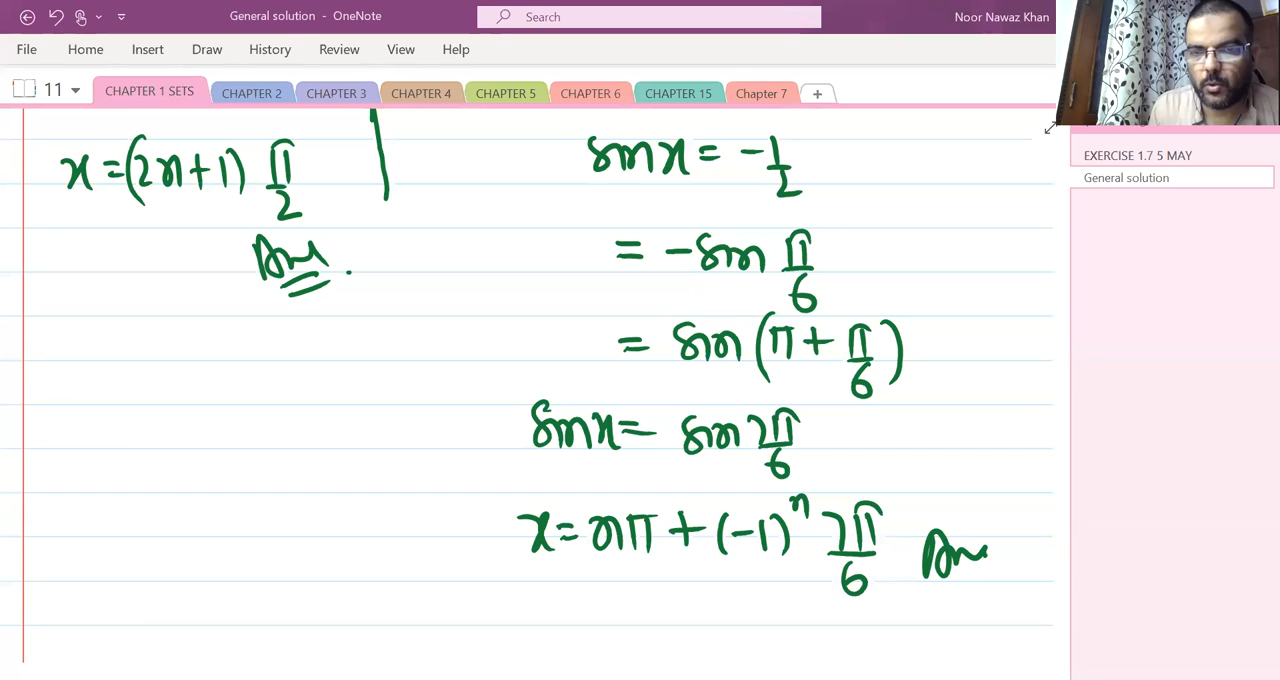 General solution - OneNote
Search
Noor Nawaz Khan
File Home Insert Draw History Review View Help
11
CHAPTER 1 SETS CHAPTER 2 CHAPTER 3 CHAPTER 4 CHAPTER 5 CHAPTER 6 CHAPTER 15 Chapter 7 +
EXERCISE 1.7 5 MAY
General solution
x = (2n+1) π/2
Ans.
sin x = -1/2
= -sin π/6
= sin (π + π/6)
sin x = sin 7π/6
x = nπ + (-1)^n 7π/6 Ans